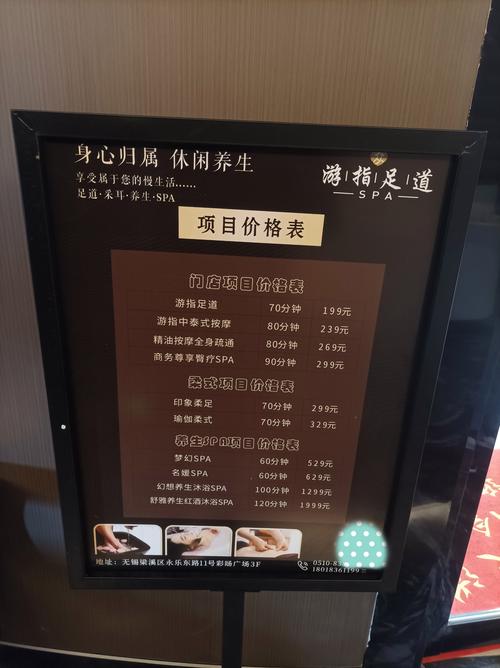 身心归属 休闲养生
享受属于您的慢生活......
足道·采耳·养生·SPA
游指足道
SPA
项目价格表
门店项目价格表
游指足道 70分钟 199元
游指中泰式按摩 80分钟 239元
精油按摩全身疏通 80分钟 269元
商务尊享臀疗SPA 90分钟 299元
柔式项目价格表
印象柔足 70分钟 299元
瑜伽柔式 70分钟 329元
养生SPA项目价格表
梦幻SPA 60分钟 529元
名媛SPA 60分钟 629元
幻想养生沐浴SPA 100分钟 1299元
舒雅养生红酒沐浴SPA 120分钟 1999元
地址：无锡梁溪区永乐东路11号彩旸广场3F
0510-8
18018361199